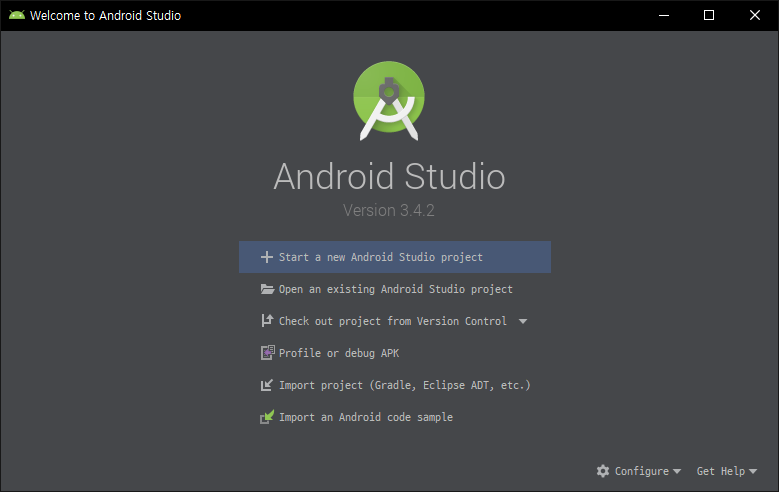 Welcome to Android Studio
Android Studio
Version 3.4.2
Start a new Android Studio project
Open an existing Android Studio project
Check out project from Version Control
Profile or debug APK
Import project (Gradle, Eclipse ADT, etc.)
Import an Android code sample
Configure Get Help